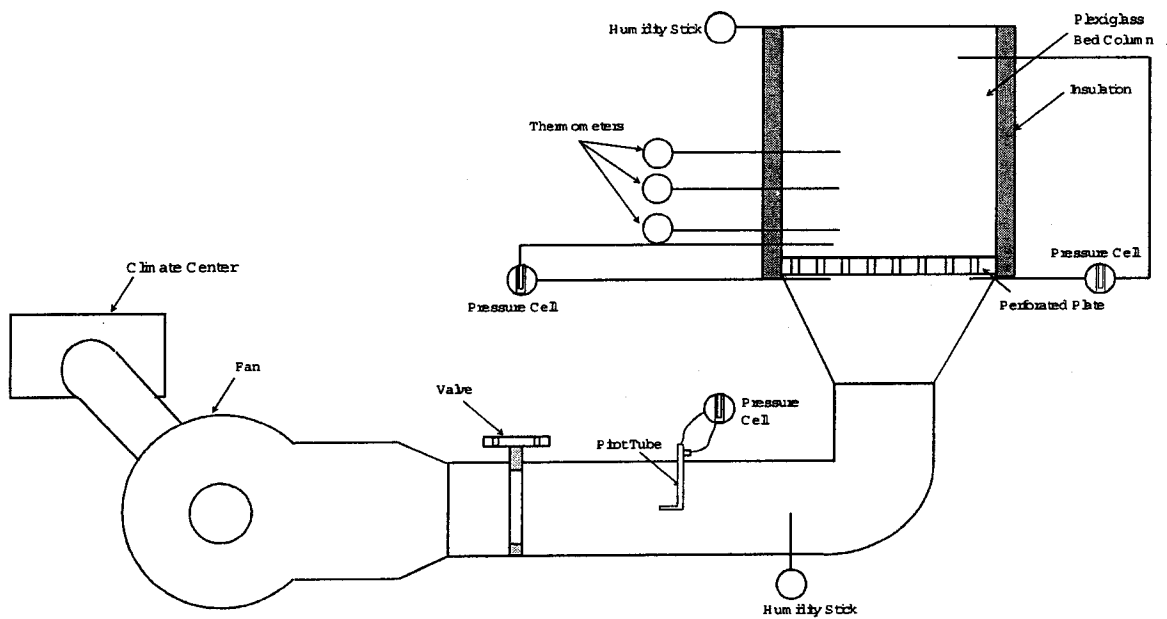 Plexiglass
Bed Column
Humidity Stick
Insulation
Thermometers
Pressure Cell
Climate Center
Pressure Cell
Perforated Plate
Fan
Valve
Pressure
Cell
Pitot Tube
Humidity Stick